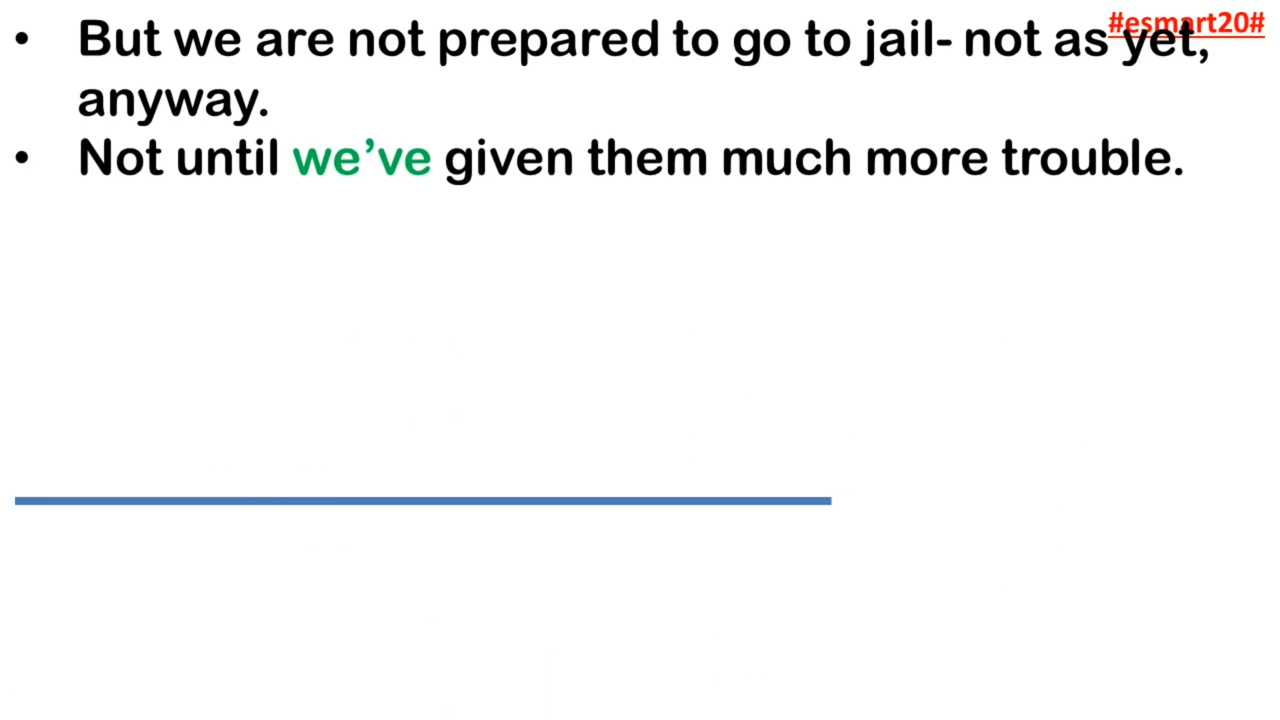 #esmart20#
• But we are not prepared to go to jail- not as yet,
anyway.
• Not until we’ve given them much more trouble.